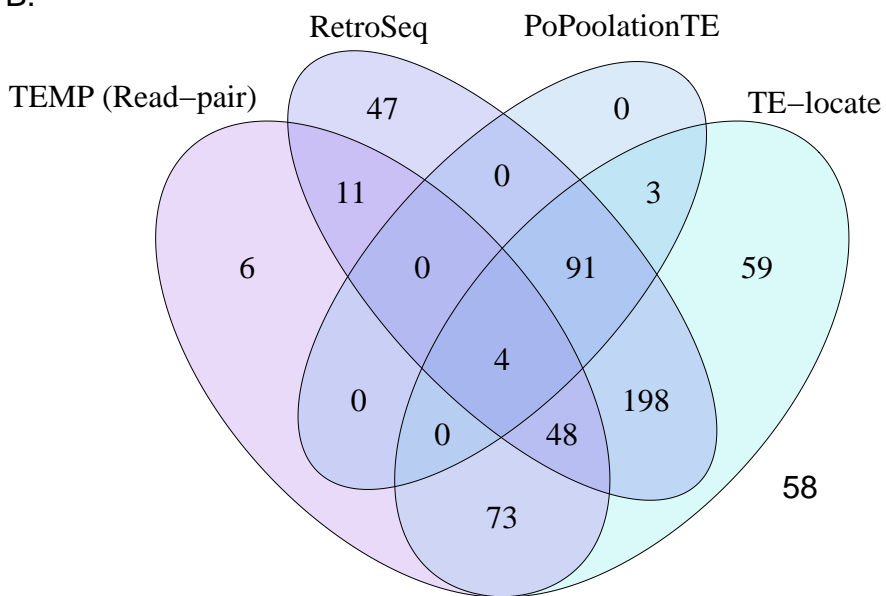 B.
RetroSeq PoPoolationTE
TEMP (Read−pair) TE−locate
47 0
11 0 3
6 0 91 59
4
0 198
0 48
58
73